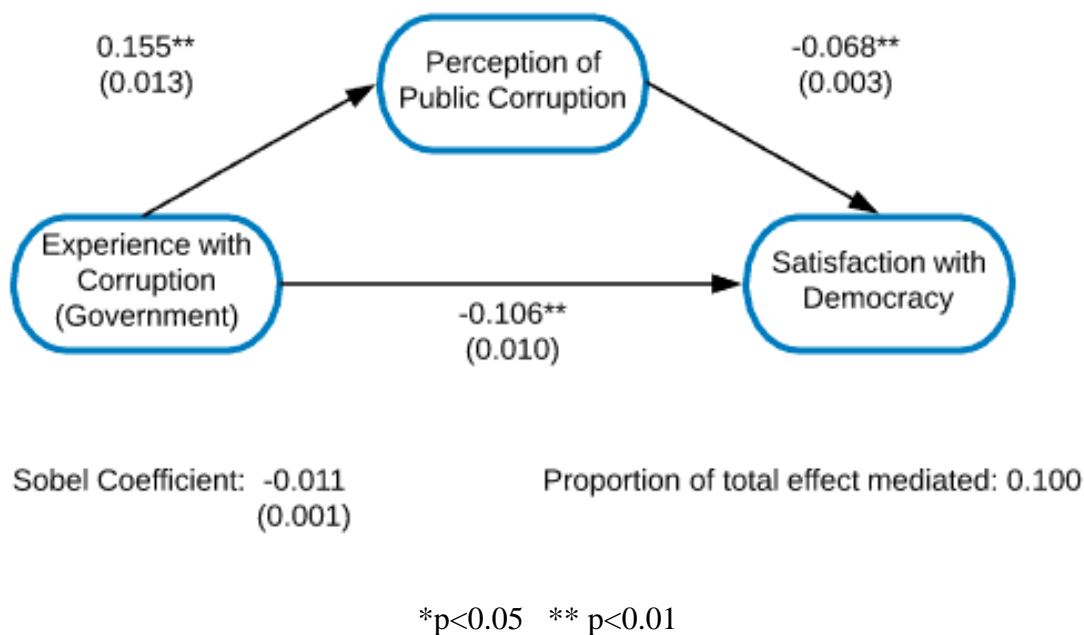 0.155**
(0.013)
Perception of
Public Corruption
-0.068**
(0.003)
Experience with
Corruption
(Government)
-0.106**
(0.010)
Satisfaction with
Democracy
Sobel Coefficient: -0.011
(0.001)
Proportion of total effect mediated: 0.100
*p<0.05 ** p<0.01